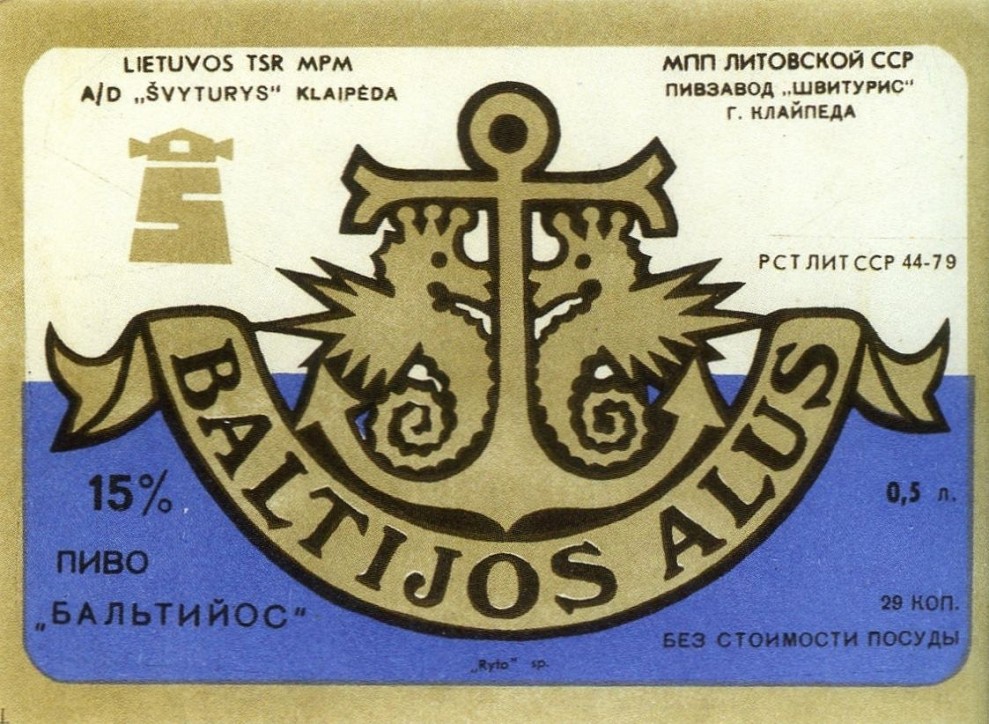 LIETUVOS TSR MPM
A/D „ŠVYTURYS“ KLAIPĖDA
МПП ЛИТОВСКОЙ ССР
ПИВЗАВОД „ШВИТУРИС“
Г. КЛАЙПЕДА
РСТ ЛИТ ССР 44-79
BALTIJOS ALUS
15%
ПИВО
„БАЛЬТИЙОС“
0,5 л.
29 КОП.
БЕЗ СТОИМОСТИ ПОСУДЫ
„Ryto“ sp.